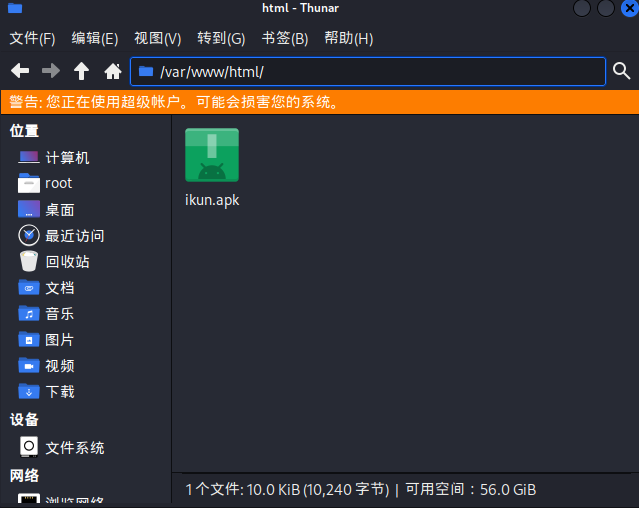 html - Thunar
文件(F) 编辑(E) 视图(V) 转到(G) 书签(B) 帮助(H)
/var/www/html/
警告: 您正在使用超级帐户。可能会损害您的系统。
位置
计算机
root
桌面
最近访问
回收站
文档
音乐
图片
视频
下载
设备
文件系统
网络
浏览网络
ikun.apk
1 个文件: 10.0 KiB (10,240 字节) | 可用空间：56.0 GiB